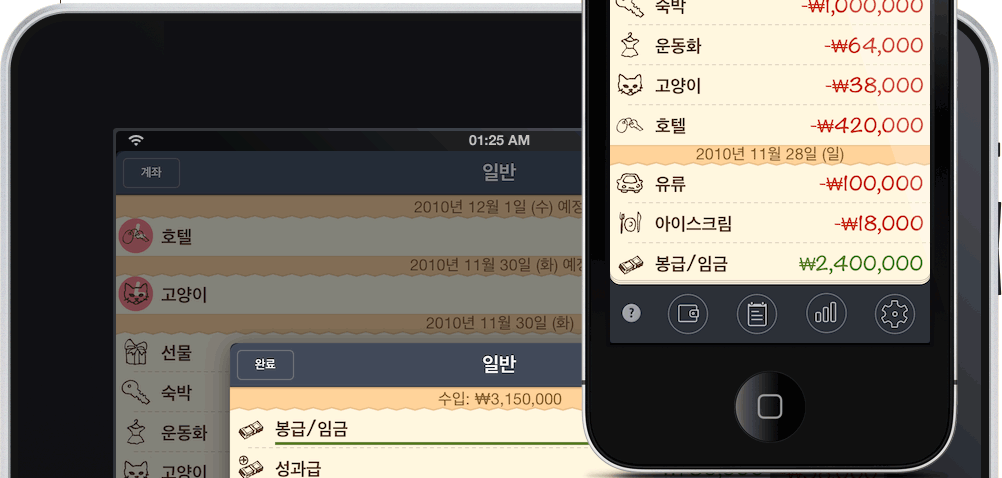 01:25 AM
계좌
일반
2010년 12월 1일 (수) 예정
호텔
2010년 11월 30일 (화) 예정
고양이
2010년 11월 30일 (화)
선물
숙박
운동화
고양이
완료
일반
수입: ₩3,150,000
봉급/임금
성과급
숙박 -₩1,000,000
운동화 -₩64,000
고양이 -₩38,000
호텔 -₩420,000
2010년 11월 28일 (일)
유류 -₩100,000
아이스크림 -₩18,000
봉급/임금 ₩2,400,000
?